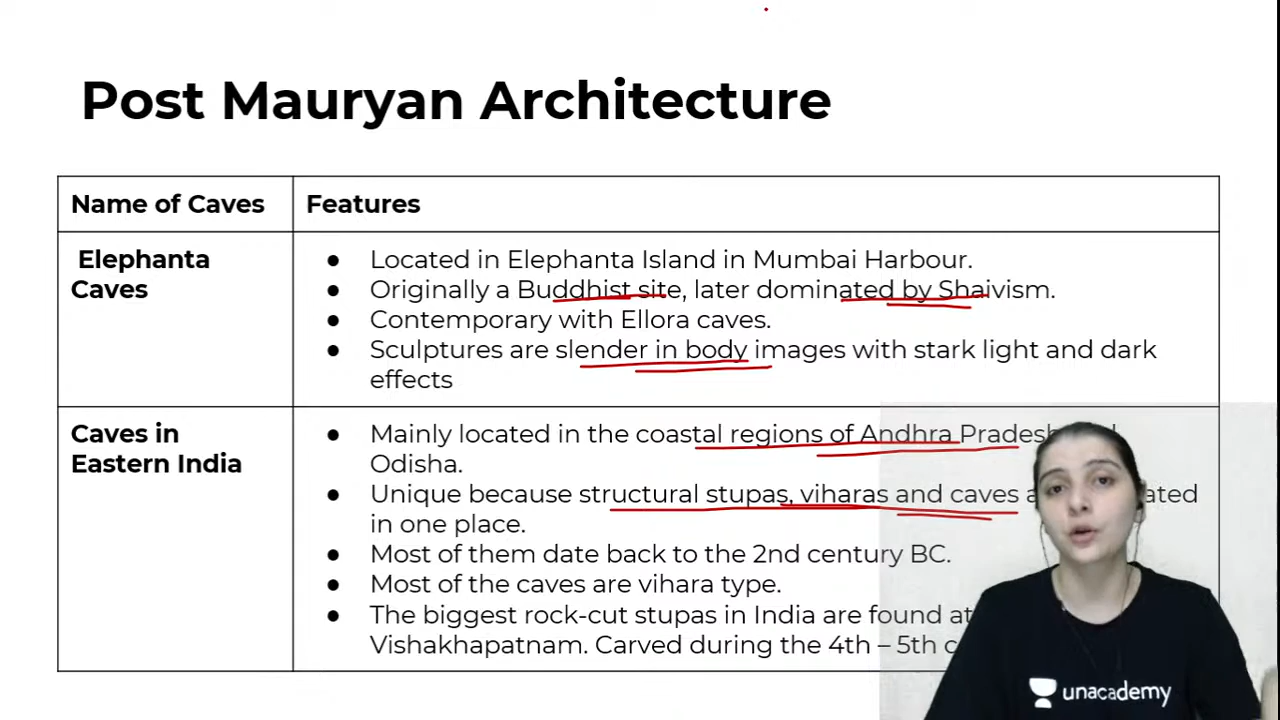 Post Mauryan Architecture
Name of Caves
Features
Elephanta
Caves
● Located in Elephanta Island in Mumbai Harbour.
● Originally a Buddhist site, later dominated by Shaivism.
● Contemporary with Ellora caves.
● Sculptures are slender in body images with stark light and dark
effects
Caves in
Eastern India
● Mainly located in the coastal regions of Andhra Pradesh
Odisha.
● Unique because structural stupas, viharas and caves
in one place.
● Most of them date back to the 2nd century BC.
● Most of the caves are vihara type.
● The biggest rock-cut stupas in India are found at
Vishakhapatnam. Carved during the 4th – 5th
unacademy